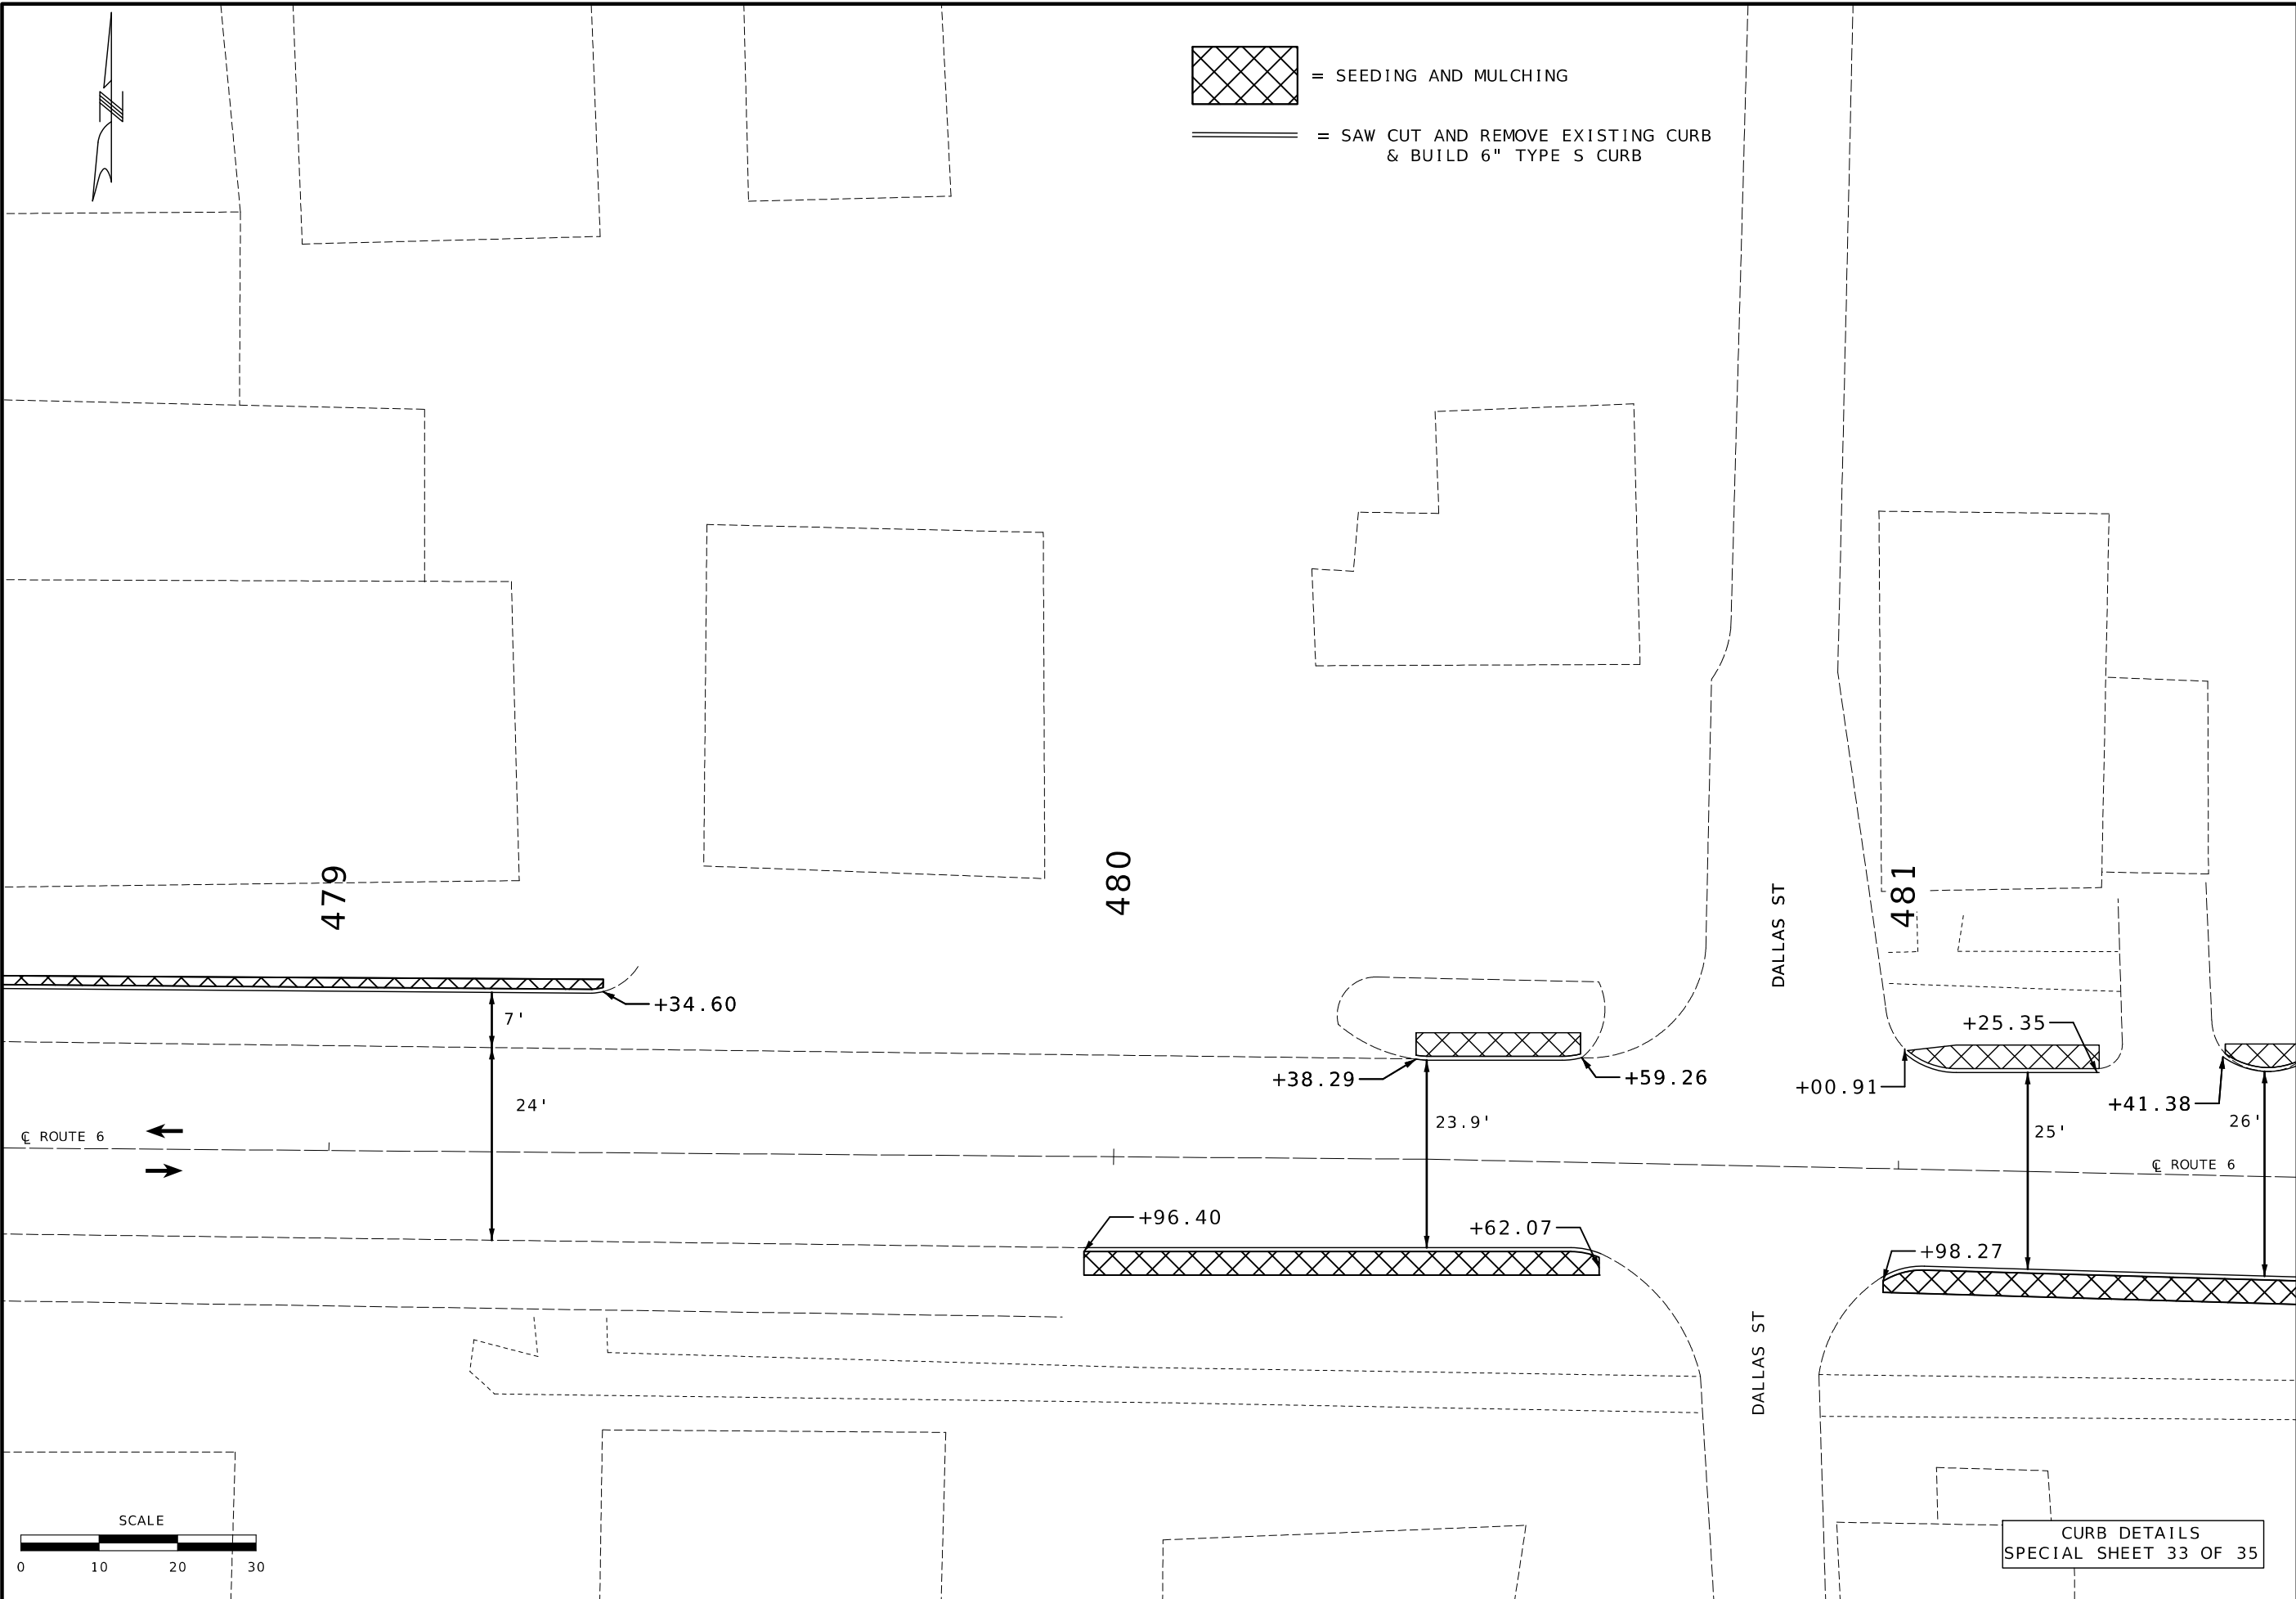 N
= SEEDING AND MULCHING
= SAW CUT AND REMOVE EXISTING CURB
& BUILD 6" TYPE S CURB
479
480
481
DALLAS ST
+34.60
7'
24'
+38.29
+59.26
+25.35
+00.91
+41.38
23.9'
25'
26'
℄ ROUTE 6
℄ ROUTE 6
+96.40
+62.07
+98.27
DALLAS ST
SCALE
0 10 20 30
CURB DETAILS
SPECIAL SHEET 33 OF 35